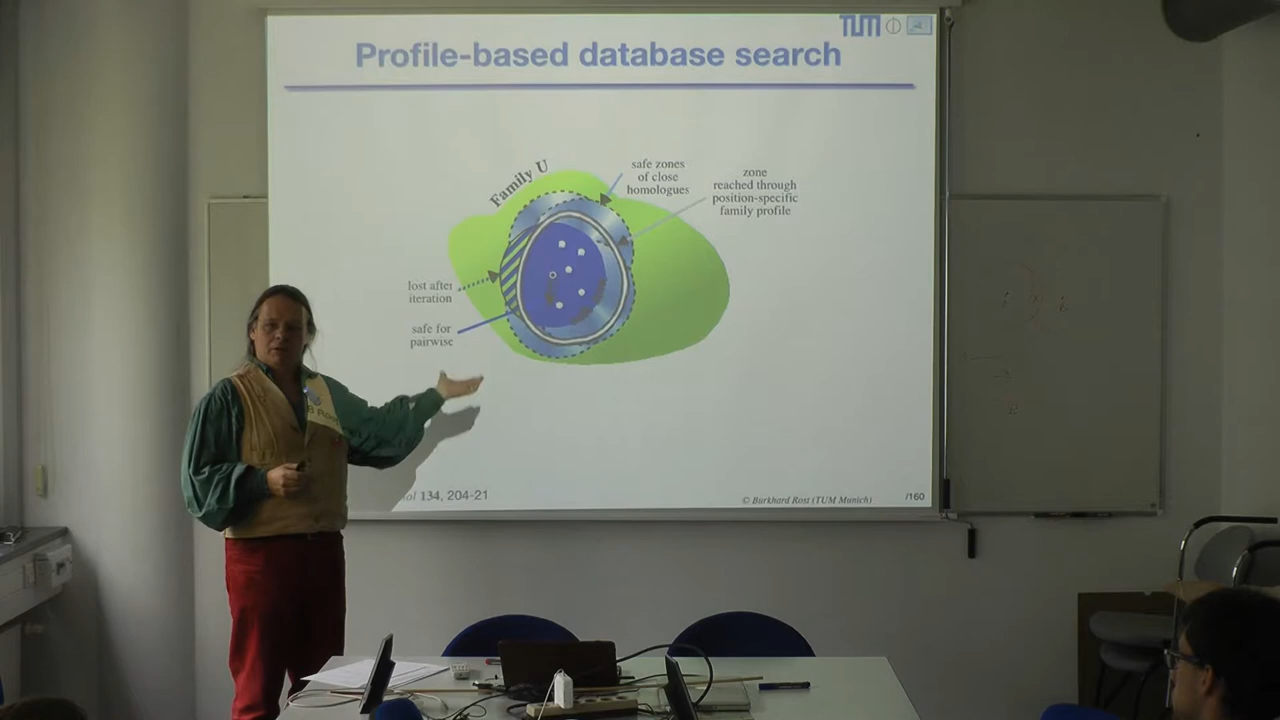 TUM
Profile-based database search
Family U
safe zones
of close
homologues
zone
reached through
position-specific
family profile
lost after
iteration
safe for
pairwise
134, 204-21
© Burkhard Rost (TUM Munich)
/160